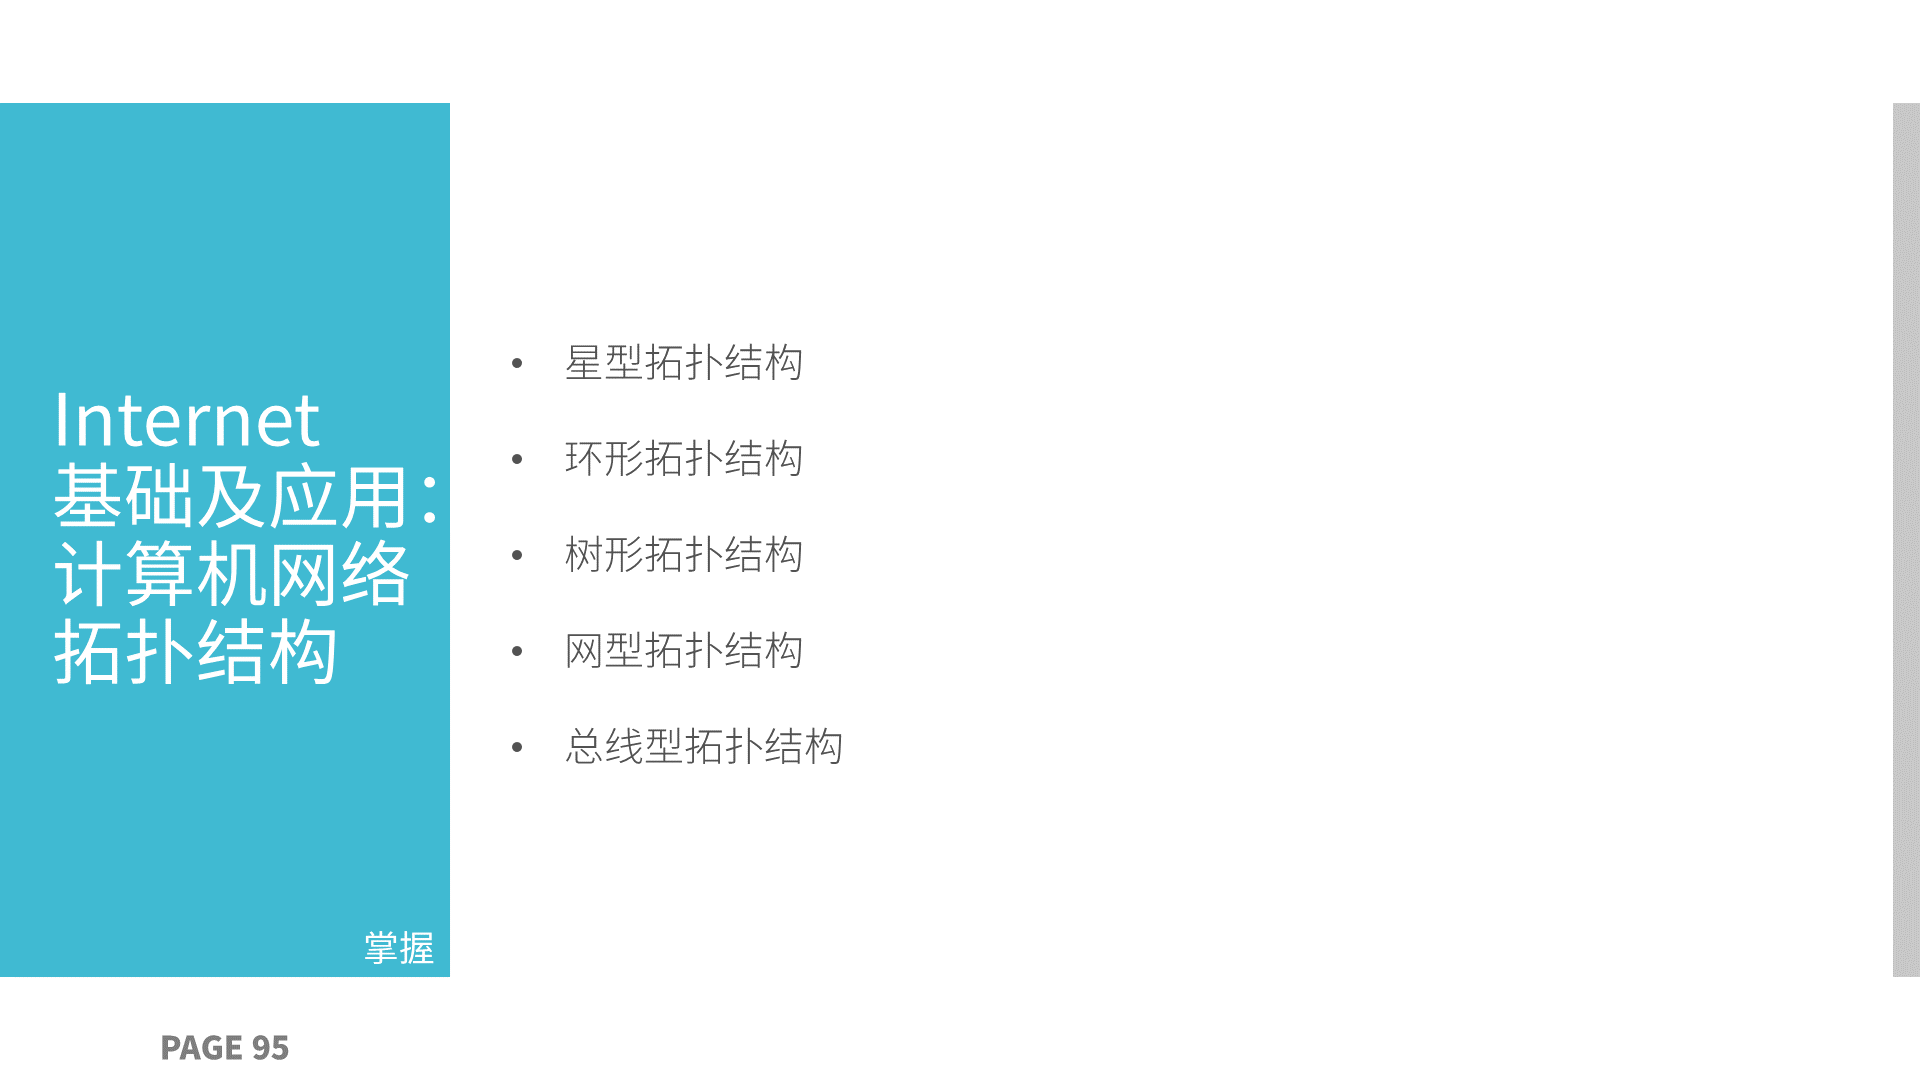 Internet
基础及应用：
计算机网络
拓扑结构
掌握
• 星型拓扑结构
• 环形拓扑结构
• 树形拓扑结构
• 网型拓扑结构
• 总线型拓扑结构
PAGE 95